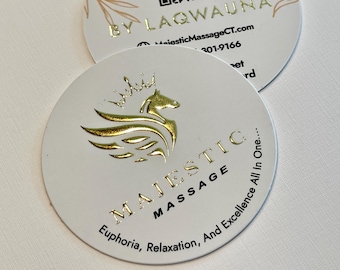 BY LAQWAUNA
MajesticMassageCT.com
301-9166
MAJESTIC
MASSAGE
Euphoria, Relaxation, And Excellence All In One....